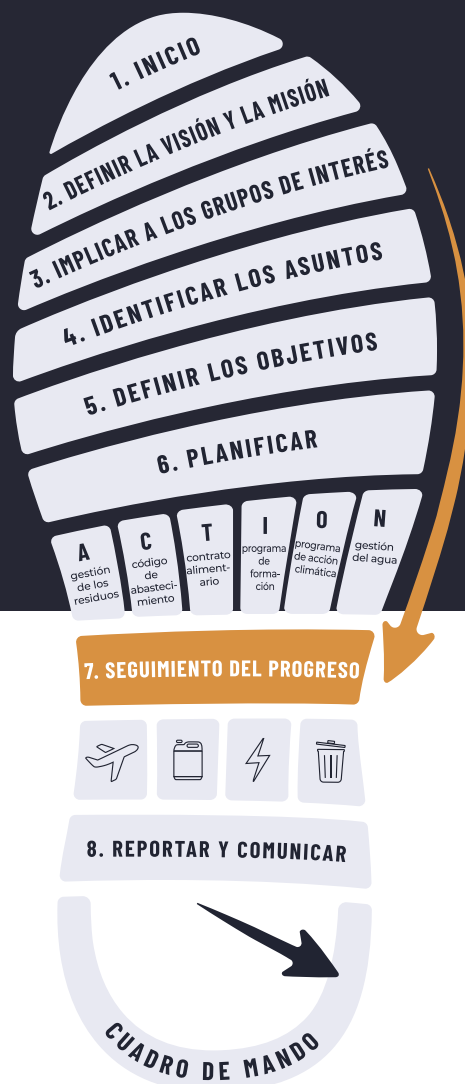 1. INICIO
2. DEFINIR LA VISIÓN Y LA MISIÓN
3. IMPLICAR A LOS GRUPOS DE INTERÉS
4. IDENTIFICAR LOS ASUNTOS
5. DEFINIR LOS OBJETIVOS
6. PLANIFICAR
A
gestión
de los
residuos
C
código
de
abasteci-
miento
T
contrato
aliment-
ario
I
programa
de
forma-
ción
O
programa
de acción
climática
N
gestión
del agua
7. SEGUIMIENTO DEL PROGRESO
8. REPORTAR Y COMUNICAR
CUADRO DE MANDO